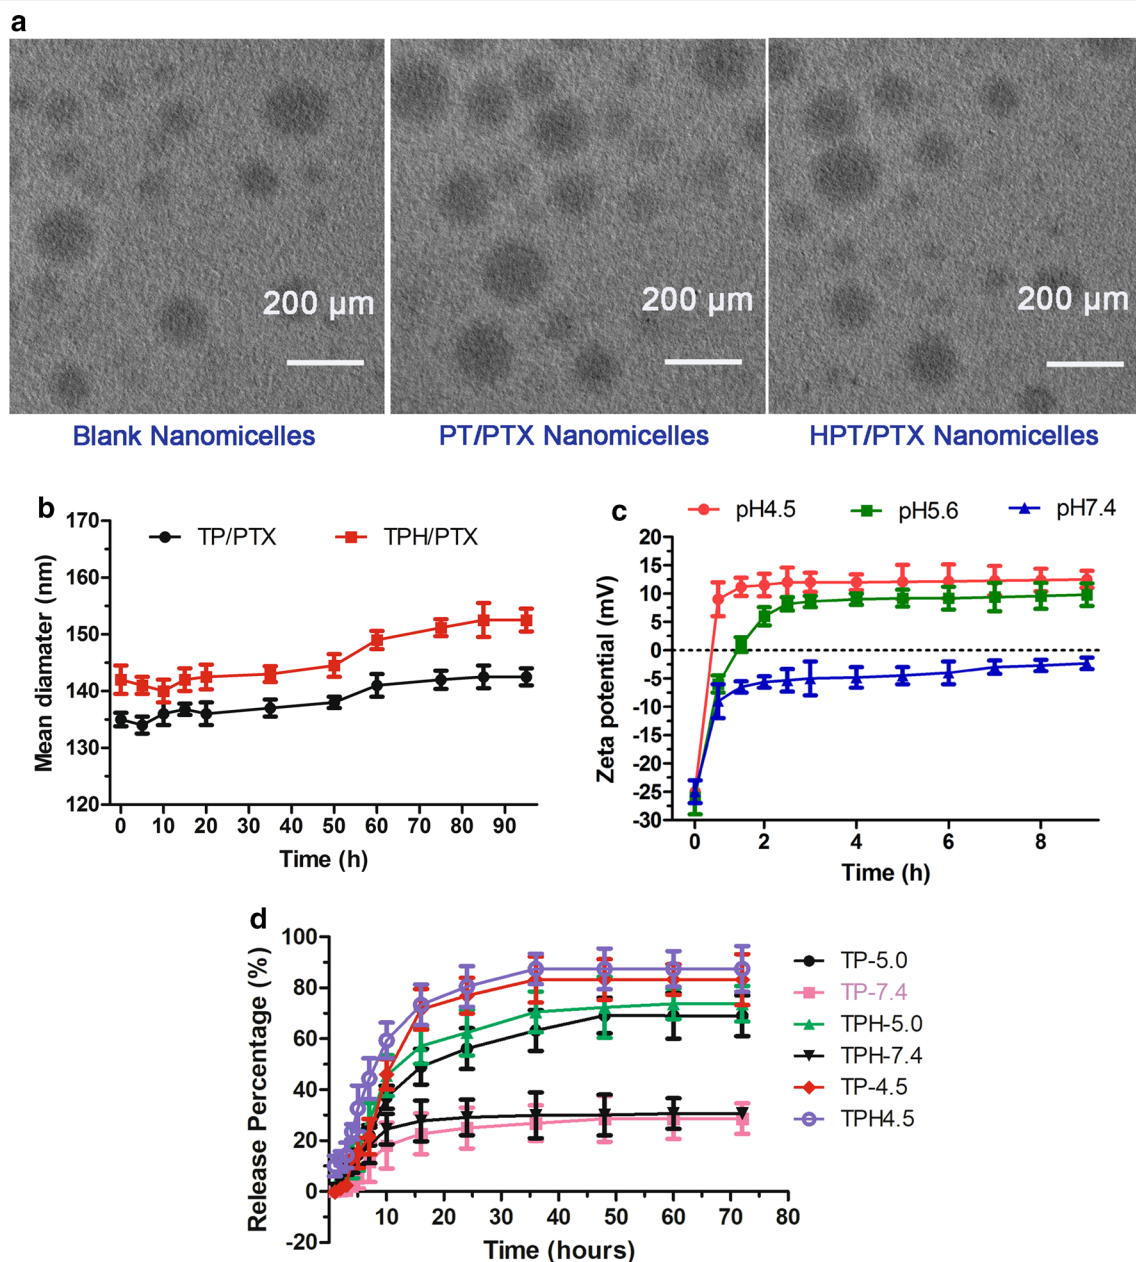 a
200 µm
200 µm
200 µm
Blank Nanomicelles
PT/PTX Nanomicelles
HPT/PTX Nanomicelles
b
TP/PTX
TPH/PTX
Mean diamater (nm)
170
160
150
140
130
120
0 10 20 30 40 50 60 70 80 90
Time (h)
c
pH4.5
pH5.6
pH7.4
Zeta potential (mV)
20
15
10
5
0
-5
-10
-15
-20
-25
-30
0 2 4 6 8
Time (h)
d
Release Percentage (%)
100
80
60
40
20
0
-20
10 20 30 40 50 60 70 80
Time (hours)
TP-5.0
TP-7.4
TPH-5.0
TPH-7.4
TP-4.5
TPH4.5